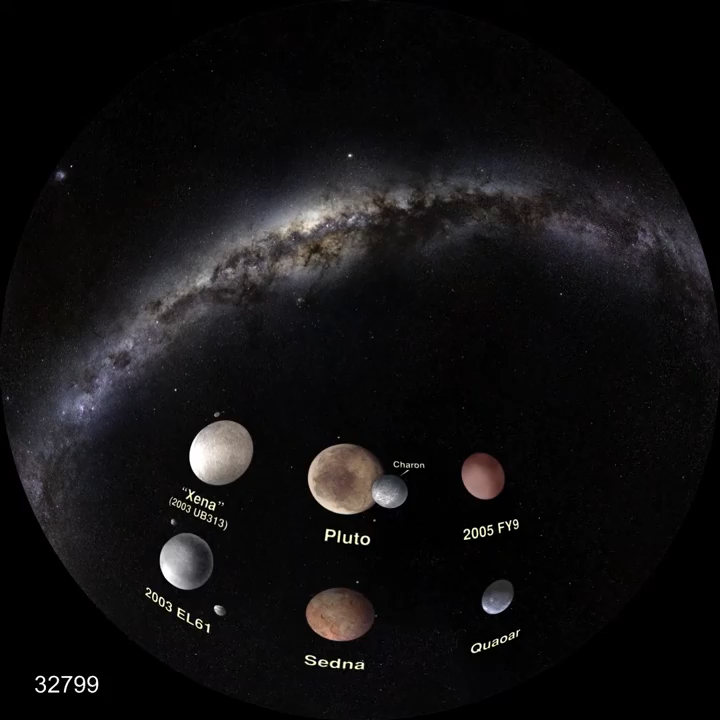 Charon
“Xena”
(2003 UB313)
Pluto
2005 FY9
2003 EL61
Sedna
Quaoar
32799